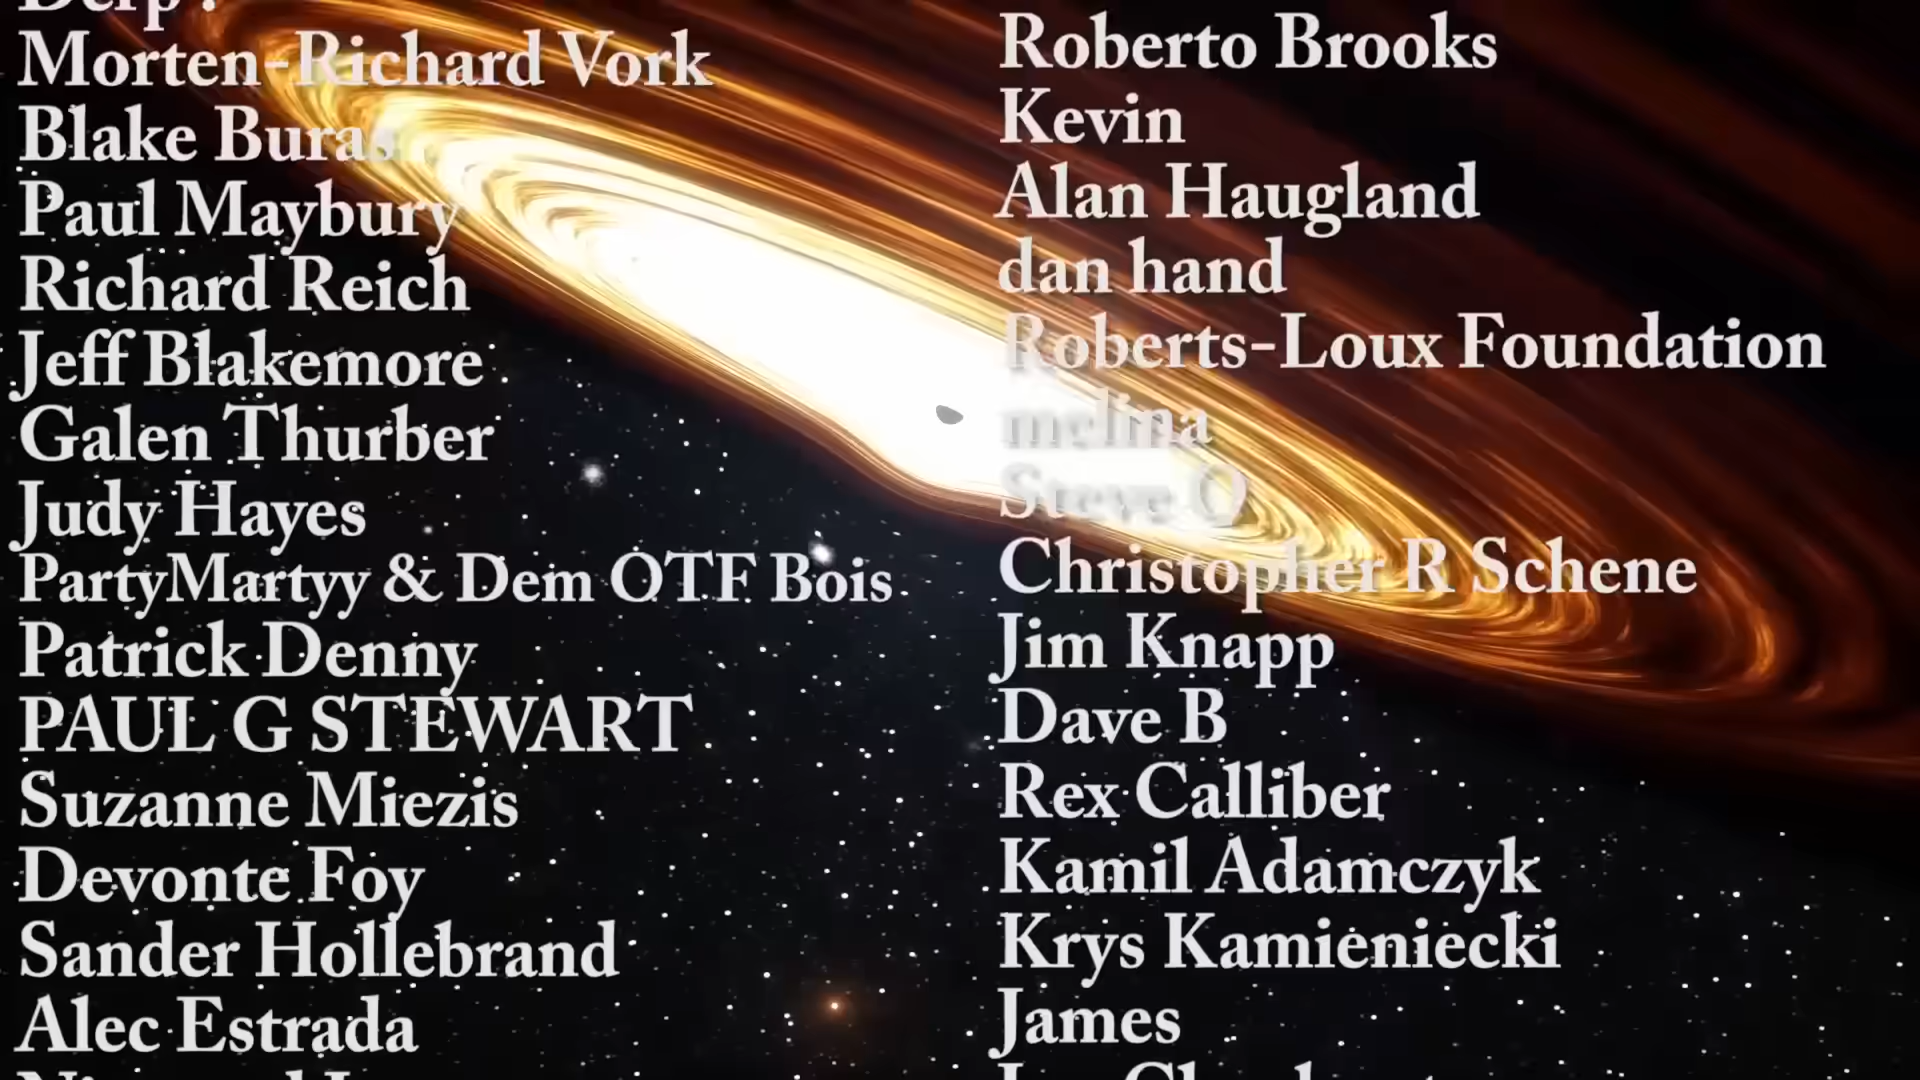 Derp !
Morten-Richard Vork
Blake Buras
Paul Maybury
Richard Reich
Jeff Blakemore
Galen Thurber
Judy Hayes
PartyMartyy & Dem OTF Bois
Patrick Denny
PAUL G STEWART
Suzanne Miezis
Devonte Foy
Sander Hollebrand
Alec Estrada
Roberto Brooks
Kevin
Alan Haugland
dan hand
Roberts-Loux Foundation
melina
Steve O
Christopher R Schene
Jim Knapp
Dave B
Rex Calliber
Kamil Adamczyk
Krys Kamieniecki
James